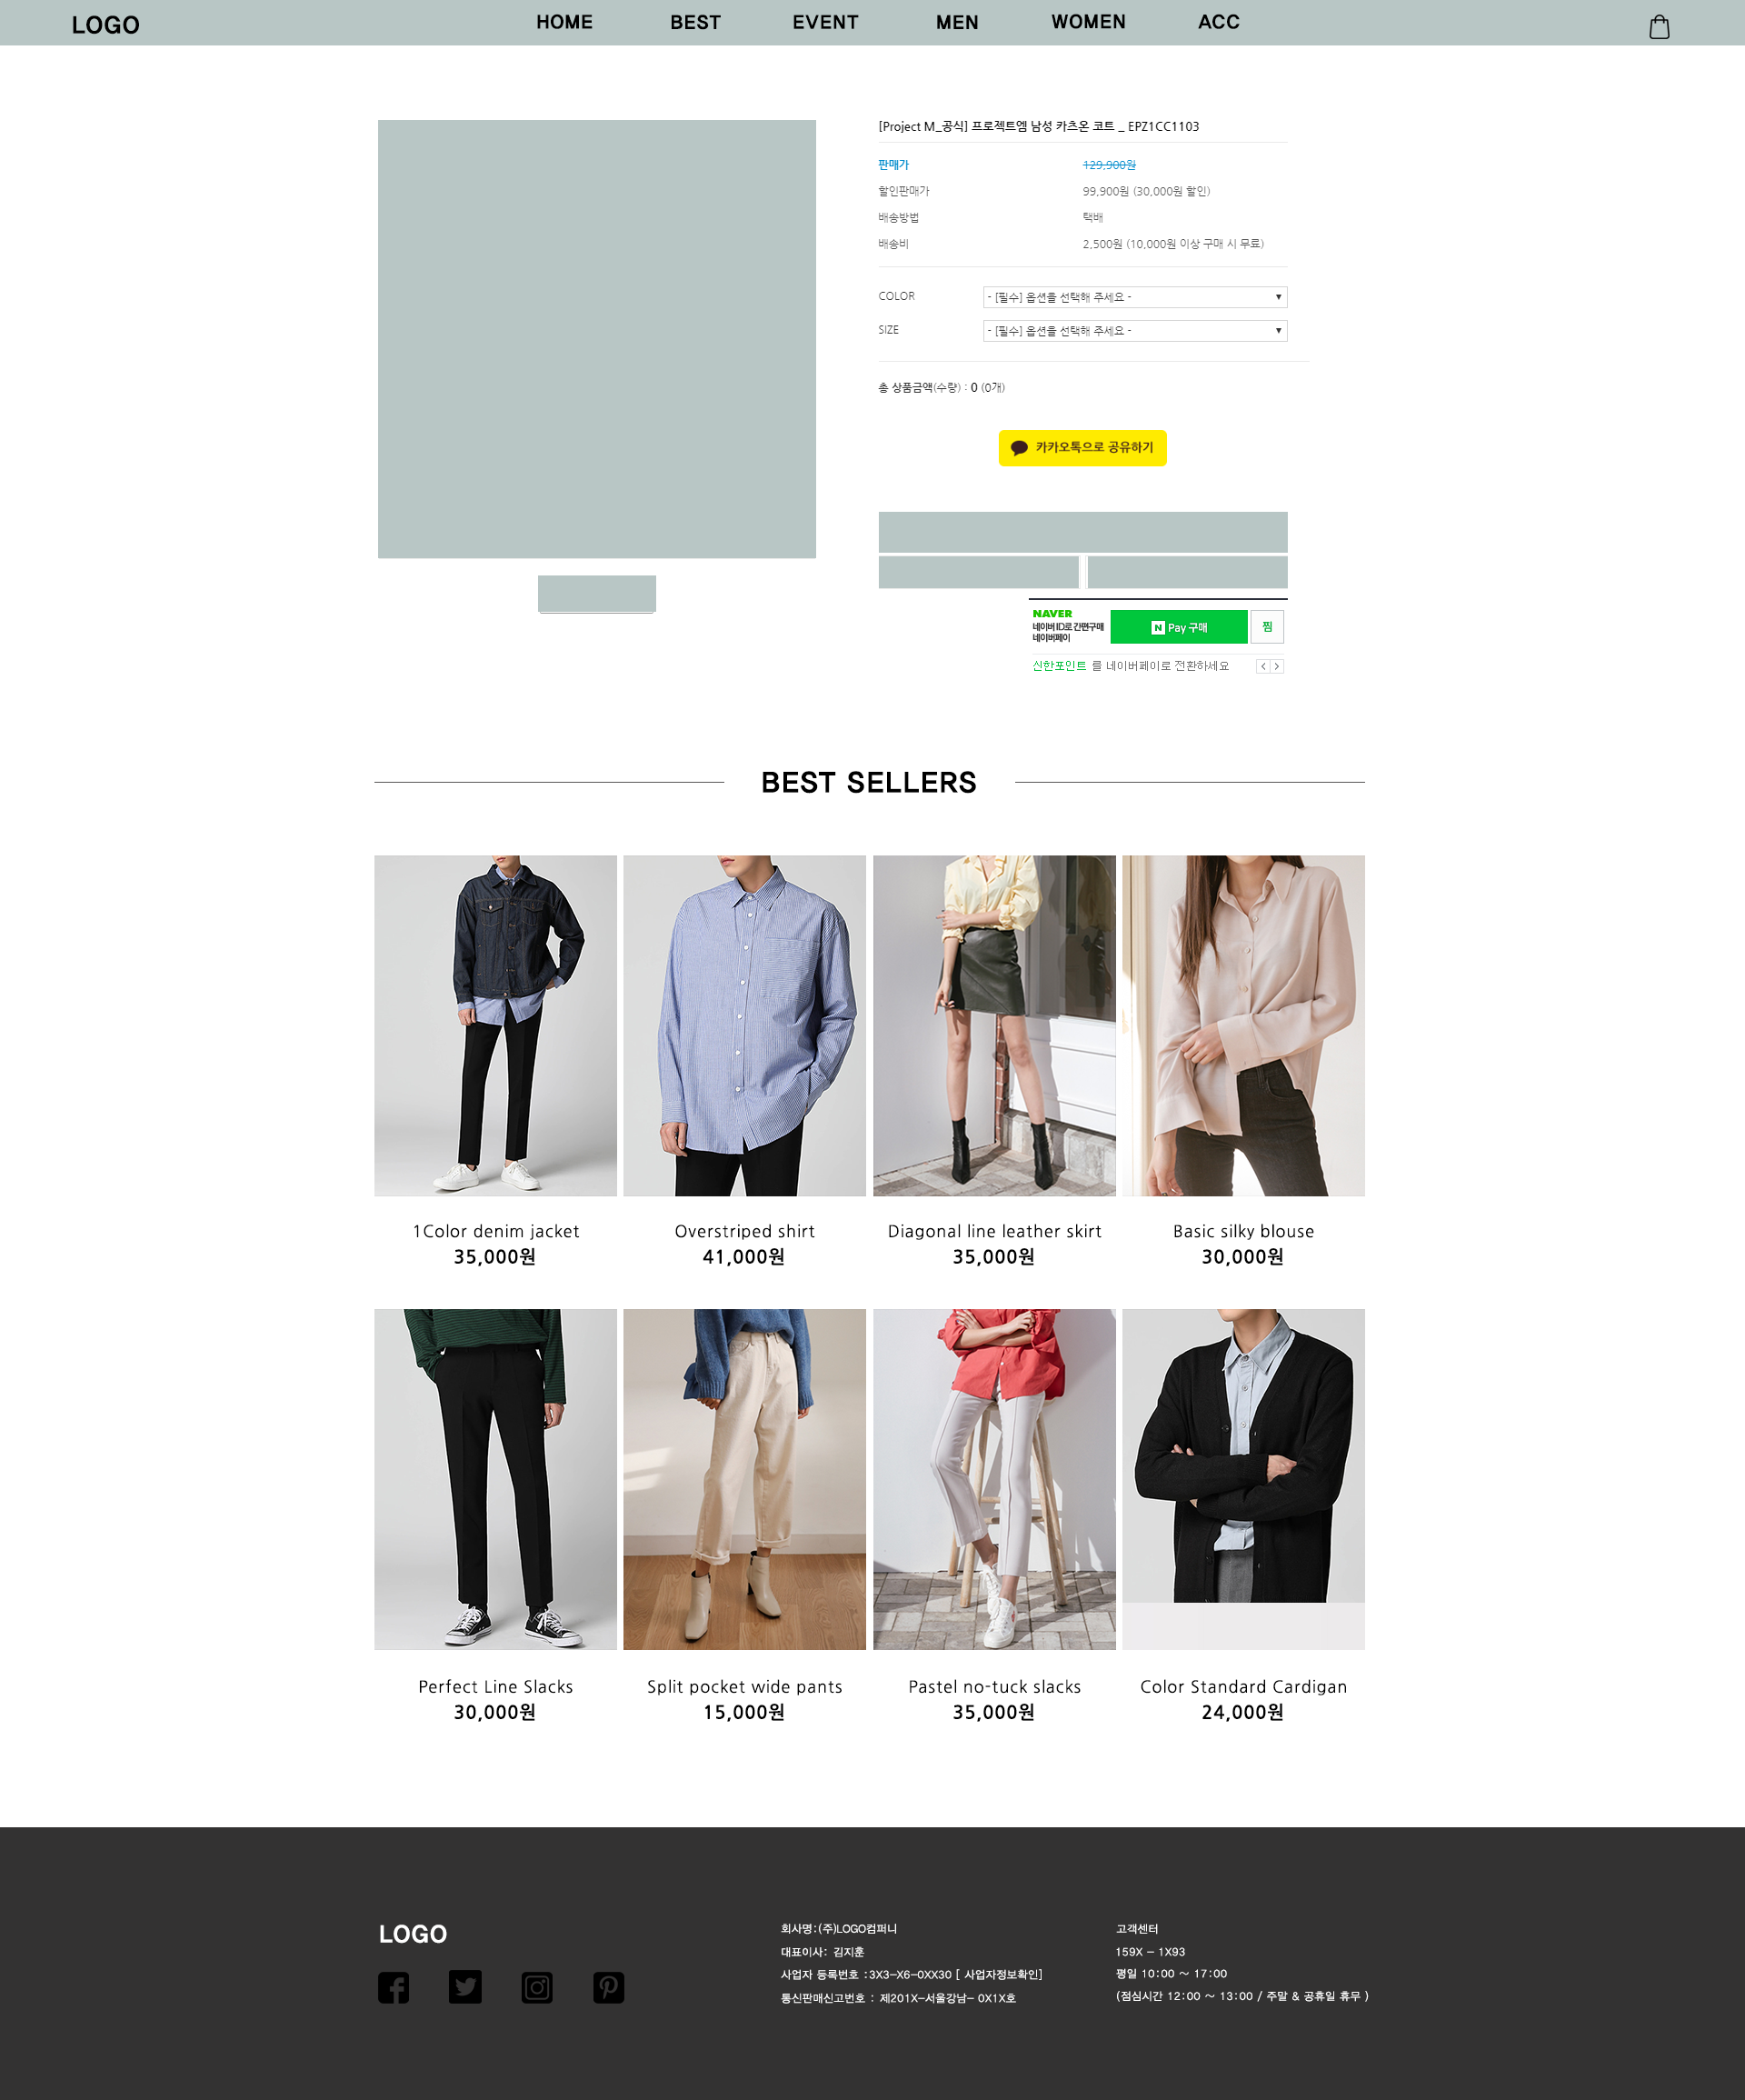 LOGO HOME BEST EVENT MEN WOMEN ACC
[Project M_공식] 프로젝트엠 남성 카츠온 코트 _ EPZ1CC1103
판매가 129,900원
할인판매가 99,900원 (30,000원 할인)
배송방법 택배
배송비 2,500원 (10,000원 이상 구매 시 무료)
COLOR - [필수] 옵션을 선택해 주세요 -
SIZE - [필수] 옵션을 선택해 주세요 -
총 상품금액(수량) : 0 (0개)
카카오톡으로 공유하기
NAVER
네이버 ID로 간편구매
네이버페이
N Pay 구매 찜
신한포인트 를 네이버페이로 전환하세요
BEST SELLERS
1Color denim jacket
35,000원
Overstriped shirt
41,000원
Diagonal line leather skirt
35,000원
Basic silky blouse
30,000원
Perfect Line Slacks
30,000원
Split pocket wide pants
15,000원
Pastel no-tuck slacks
35,000원
Color Standard Cardigan
24,000원
LOGO
회사명:(주)LOGO컴퍼니
대표이사: 김지훈
사업자 등록번호 :3X3-X6-0XX30 [ 사업자정보확인]
통신판매신고번호 : 제201X-서울강남- 0X1X호
고객센터
159X - 1X93
평일 10:00 ~ 17:00
(점심시간 12:00 ~ 13:00 / 주말 & 공휴일 휴무 )